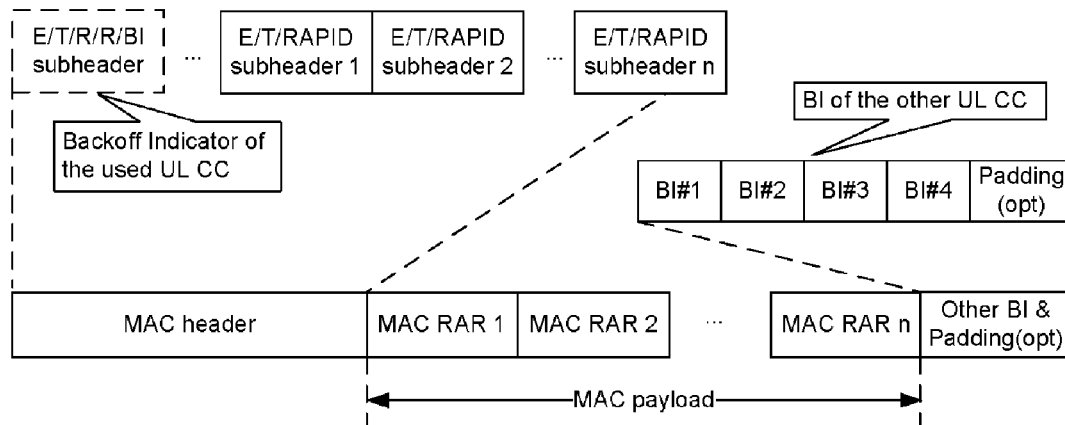 E/T/R/R/BI subheader
...
E/T/RAPID subheader 1
E/T/RAPID subheader 2
...
E/T/RAPID subheader n
Backoff Indicator of
the used UL CC
BI of the other UL CC
BI#1
BI#2
BI#3
BI#4
Padding (opt)
MAC header
MAC RAR 1
MAC RAR 2
...
MAC RAR n
Other BI & Padding(opt)
MAC payload